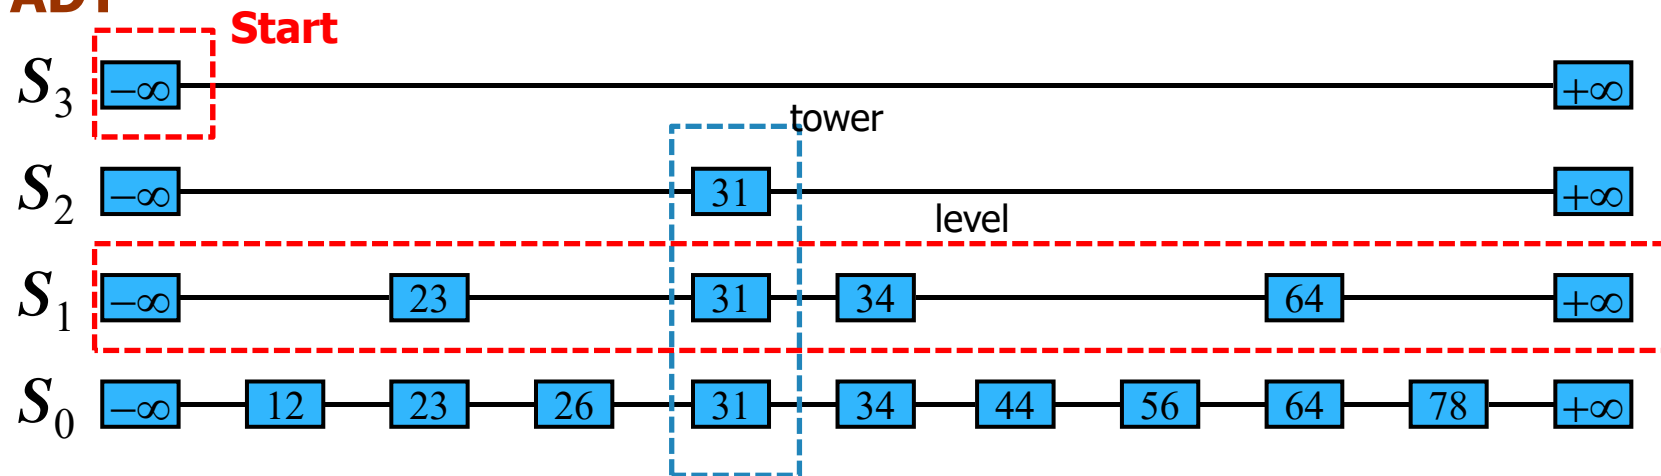 ADT
Start
S3 −∞ +∞
tower
S2 −∞ 31 +∞
level
S1 −∞ 23 31 34 64 +∞
S0 −∞ 12 23 26 31 34 44 56 64 78 +∞